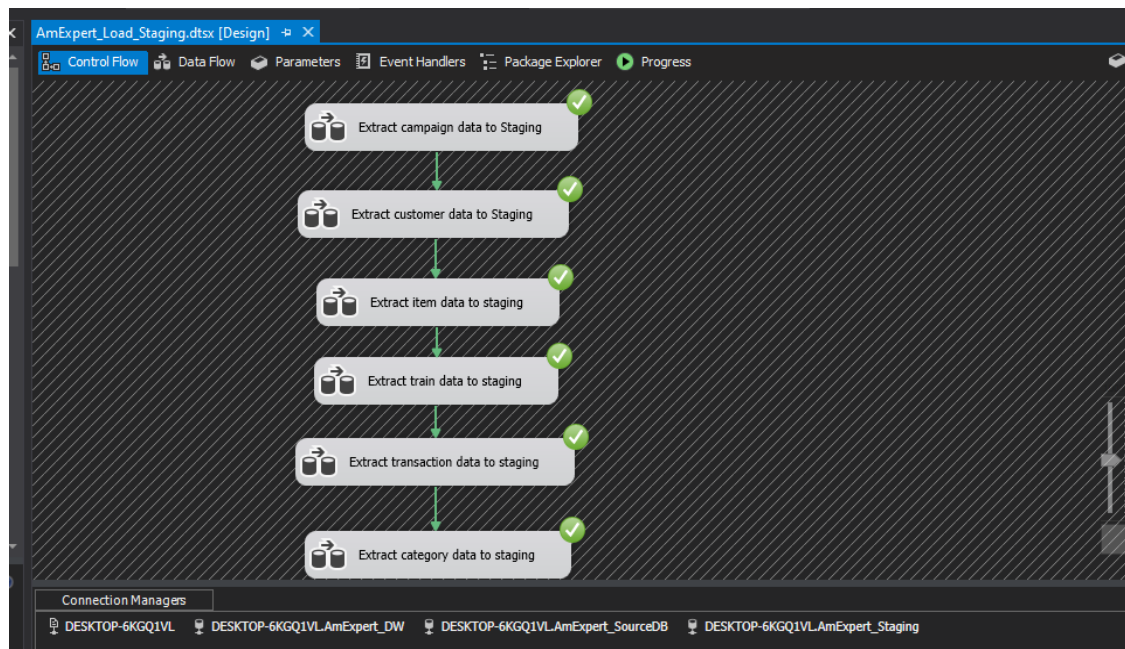 AmExpert_Load_Staging.dtsx [Design]
Control Flow Data Flow Parameters Event Handlers Package Explorer Progress
Extract campaign data to Staging
Extract customer data to Staging
Extract item data to staging
Extract train data to staging
Extract transaction data to staging
Extract category data to staging
Connection Managers
DESKTOP-6KGQ1VL DESKTOP-6KGQ1VL.AmExpert_DW DESKTOP-6KGQ1VL.AmExpert_SourceDB DESKTOP-6KGQ1VL.AmExpert_Staging